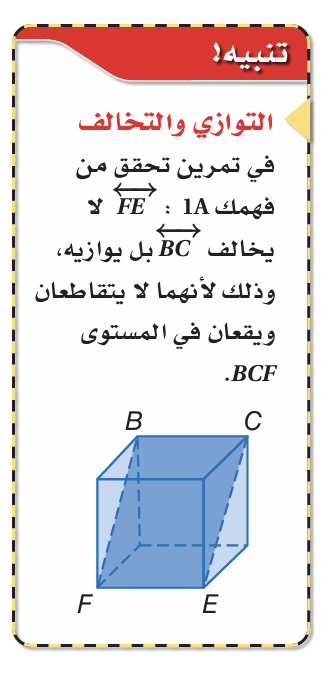 تنبيه!
التوازي والتخالف
في تمرين تحقق من
فهمك 1A : FE لا
يخالف BC بل يوازيه،
وذلك لأنهما لا يتقاطعان
ويقعان في المستوى
BCF.
B C
F E